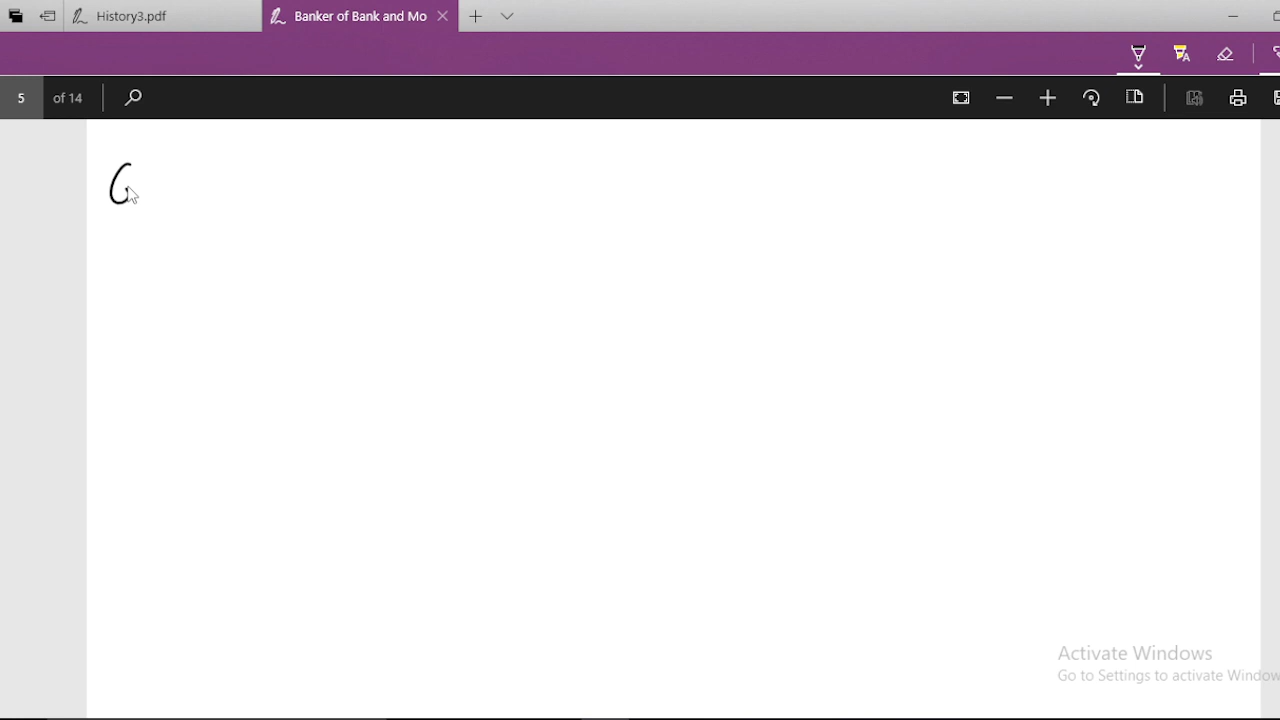 History3.pdf
Banker of Bank and Mo
5 of 14
Activate Windows
Go to Settings to activate Window